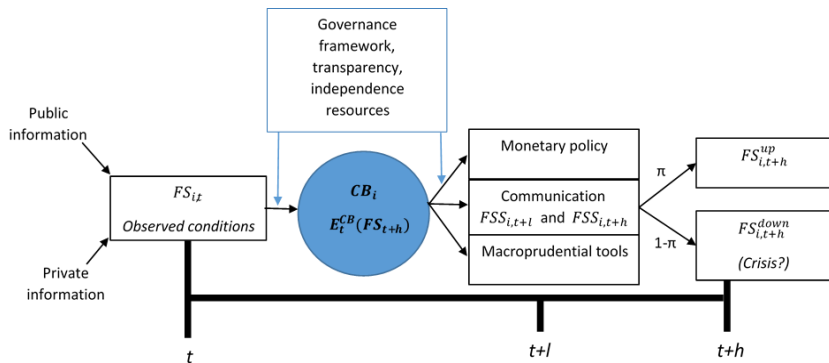 Governance
framework,
transparency,
independence
resources
Public
information
Private
information
FS_{i,t}
Observed conditions
CB_i
E_t^{CB}(FS_{t+h})
Monetary policy
Communication
FSS_{i,t+l} and FSS_{i,t+h}
Macroprudential tools
π
1-π
FS_{i,t+h}^{up}
FS_{i,t+h}^{down}
(Crisis?)
t
t+l
t+h